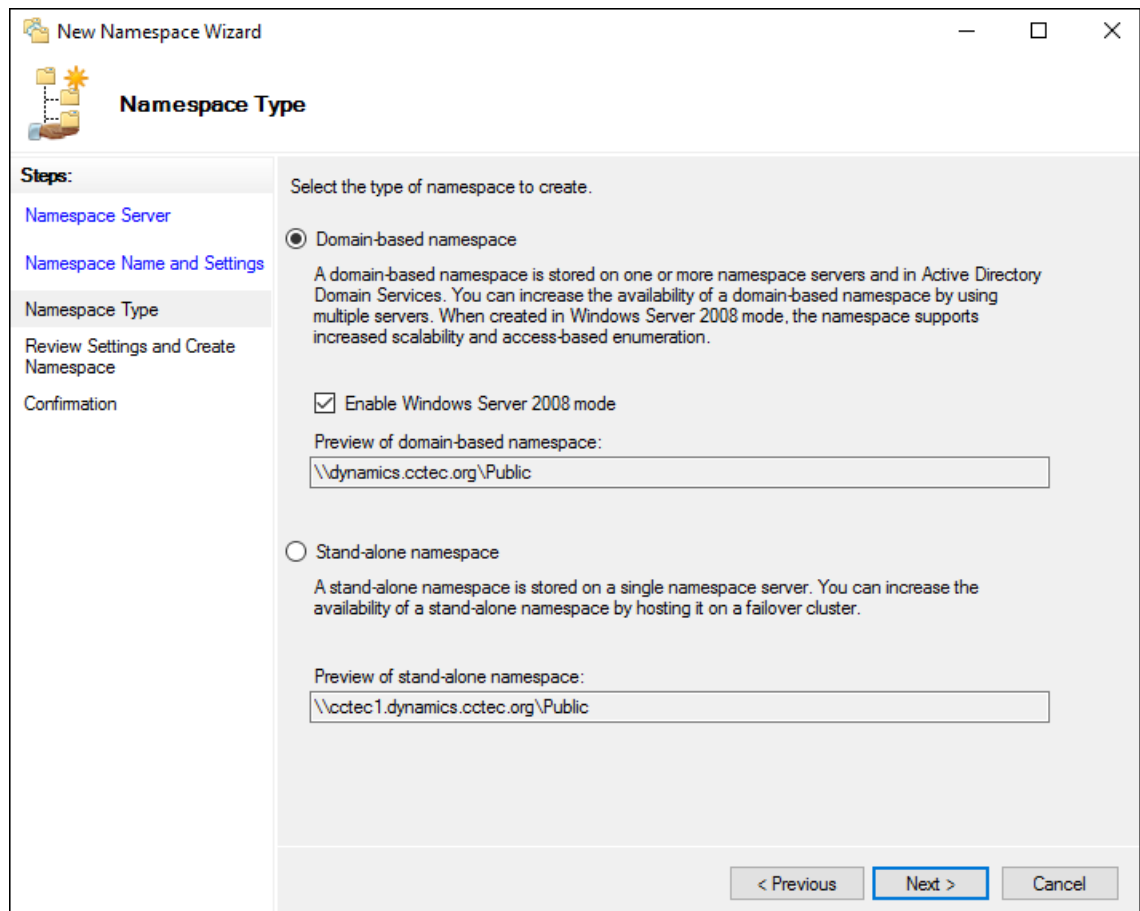 New Namespace Wizard
Namespace Type
Steps:
Namespace Server
Namespace Name and Settings
Namespace Type
Review Settings and Create
Namespace
Confirmation
Select the type of namespace to create.
Domain-based namespace
A domain-based namespace is stored on one or more namespace servers and in Active Directory
Domain Services. You can increase the availability of a domain-based namespace by using
multiple servers. When created in Windows Server 2008 mode, the namespace supports
increased scalability and access-based enumeration.
Enable Windows Server 2008 mode
Preview of domain-based namespace:
\\dynamics.cctec.org\Public
Stand-alone namespace
A stand-alone namespace is stored on a single namespace server. You can increase the
availability of a stand-alone namespace by hosting it on a failover cluster.
Preview of stand-alone namespace:
\\cctec1.dynamics.cctec.org\Public
< Previous
Next >
Cancel